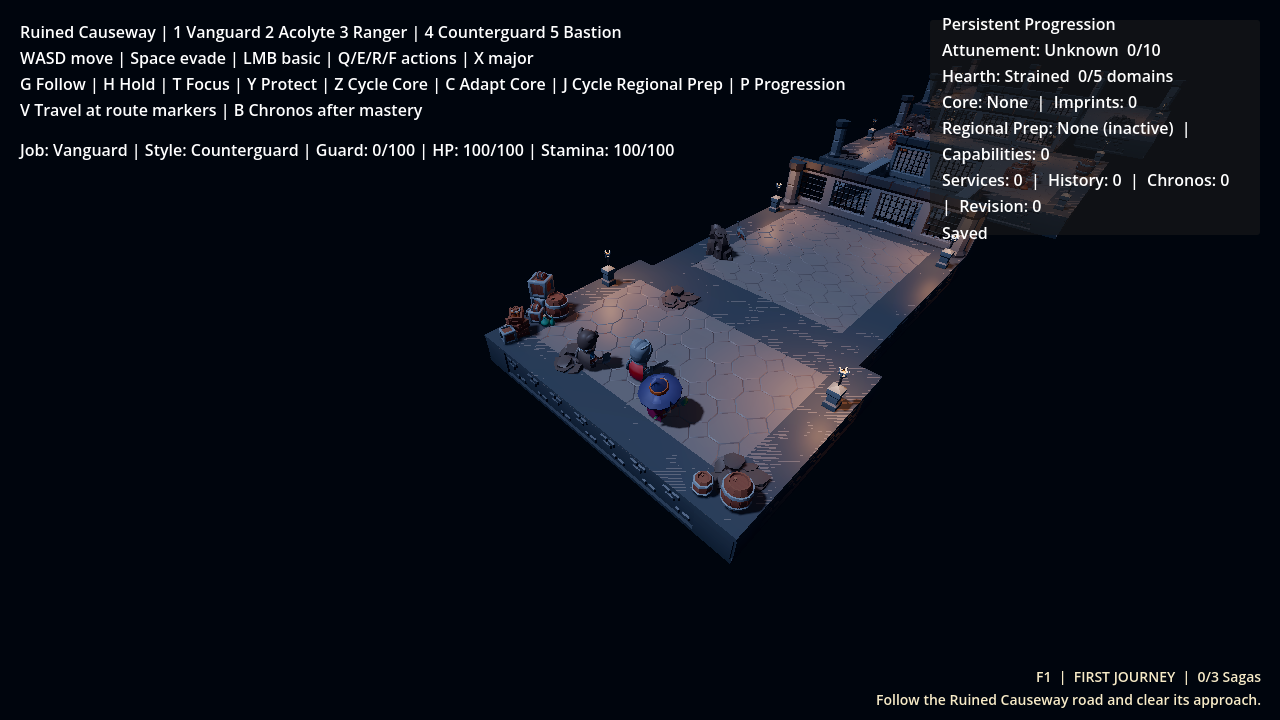 Ruined Causeway | 1 Vanguard 2 Acolyte 3 Ranger | 4 Counterguard 5 Bastion
WASD move | Space evade | LMB basic | Q/E/R/F actions | X major
G Follow | H Hold | T Focus | Y Protect | Z Cycle Core | C Adapt Core | J Cycle Regional Prep | P Progression
V Travel at route markers | B Chronos after mastery
Job: Vanguard | Style: Counterguard | Guard: 0/100 | HP: 100/100 | Stamina: 100/100
Persistent Progression
Attunement: Unknown 0/10
Hearth: Strained 0/5 domains
Core: None | Imprints: 0
Regional Prep: None (inactive) |
Capabilities: 0
Services: 0 | History: 0 | Chronos: 0
| Revision: 0
Saved
F1 | FIRST JOURNEY | 0/3 Sagas
Follow the Ruined Causeway road and clear its approach.